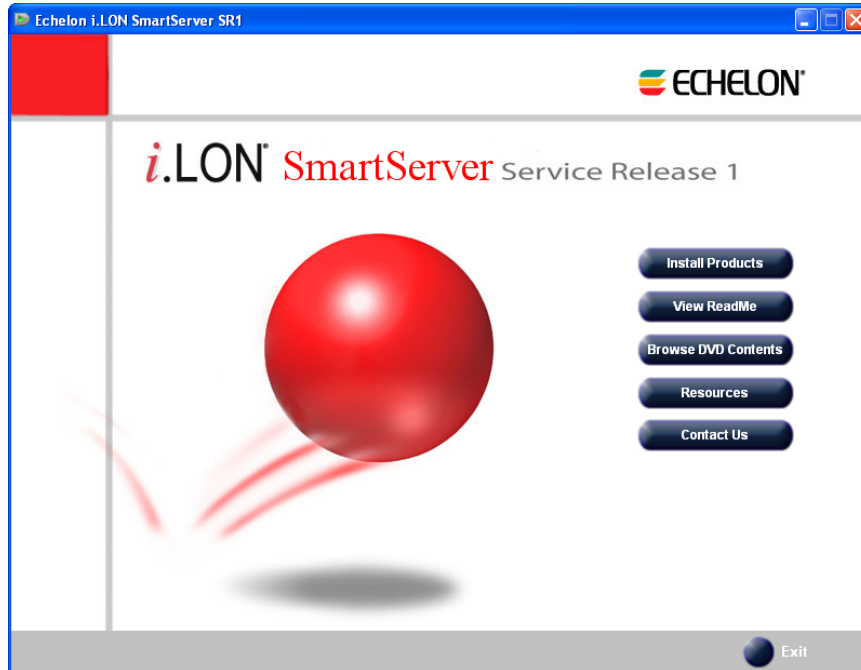 Echelon i.LON SmartServer SR1
ECHELON®
i.LON® SmartServer Service Release 1
Install Products
View ReadMe
Browse DVD Contents
Resources
Contact Us
Exit